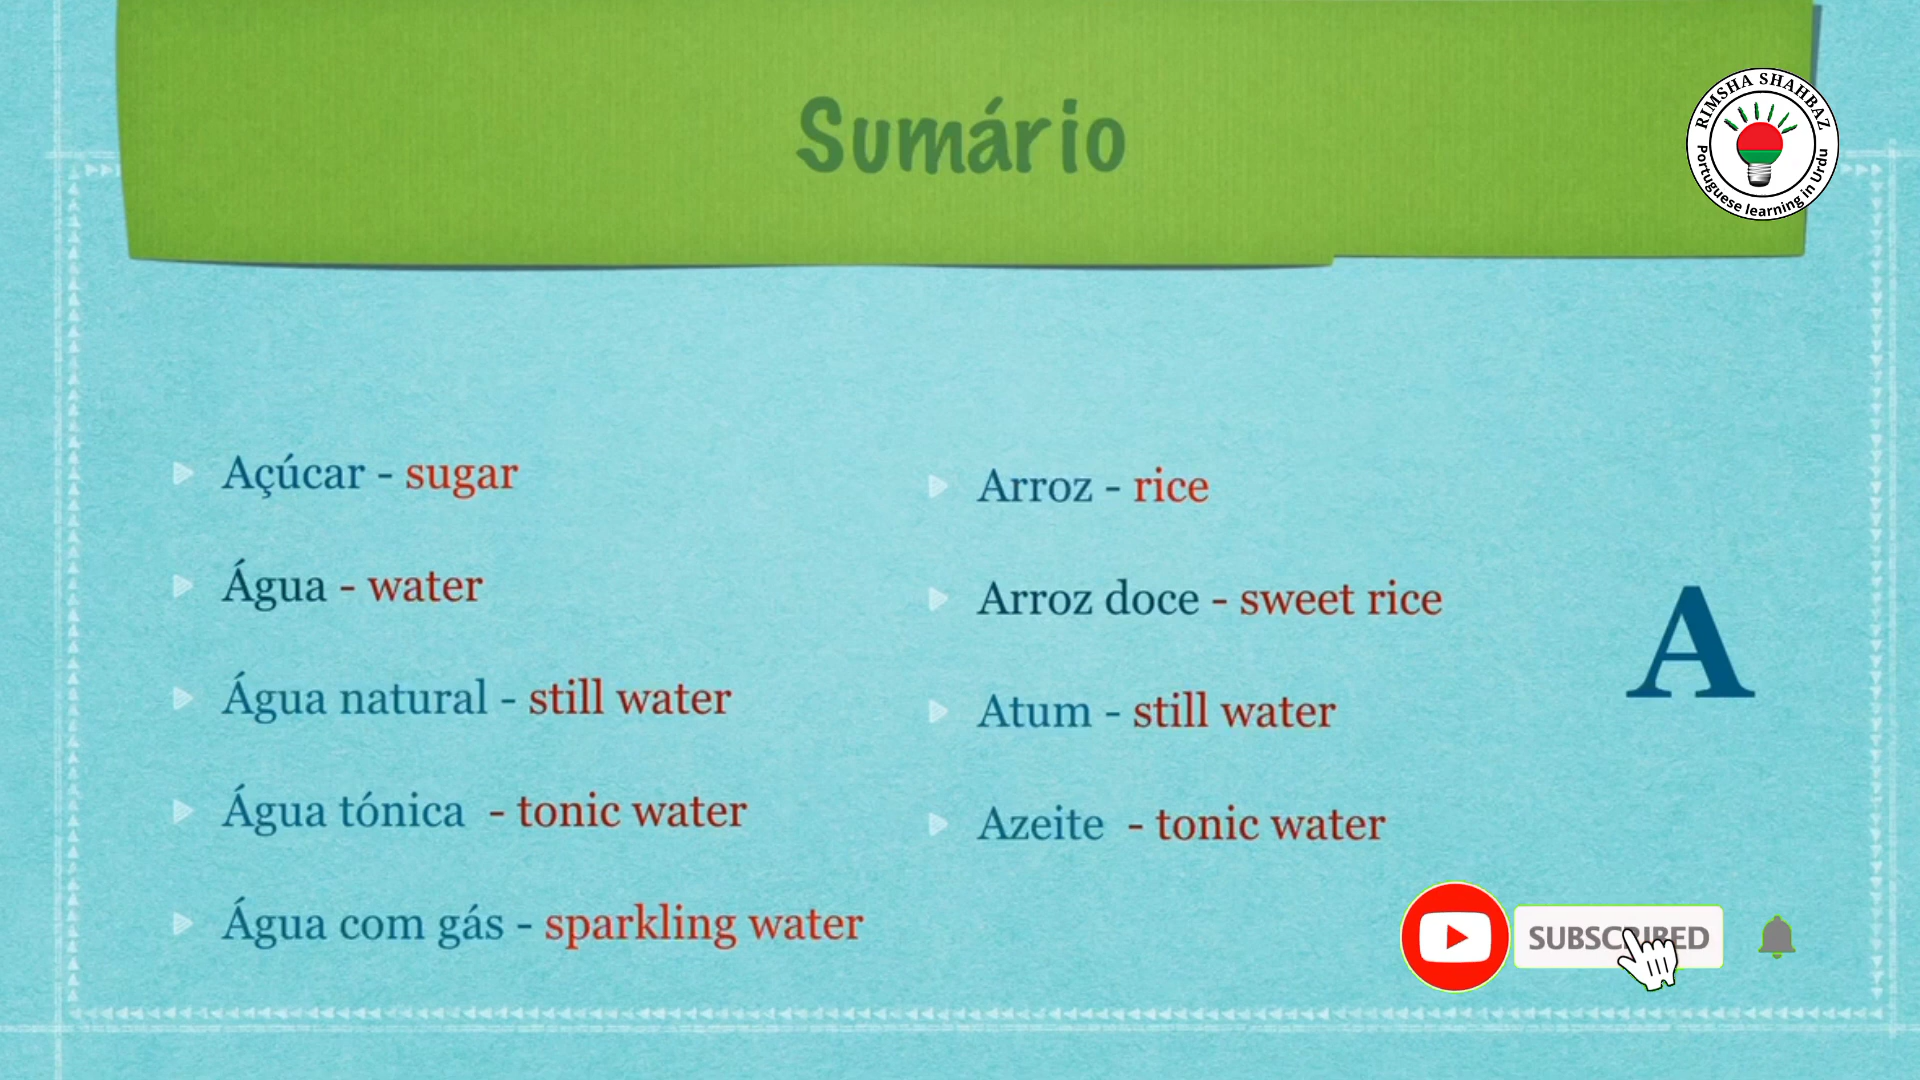 Sumário
RIMSHA SHAHBAZ
Portuguese learning in Urdu
Açúcar - sugar
Água - water
Água natural - still water
Água tónica - tonic water
Água com gás - sparkling water
Arroz - rice
Arroz doce - sweet rice
Atum - still water
Azeite - tonic water
A
SUBSCRIBED